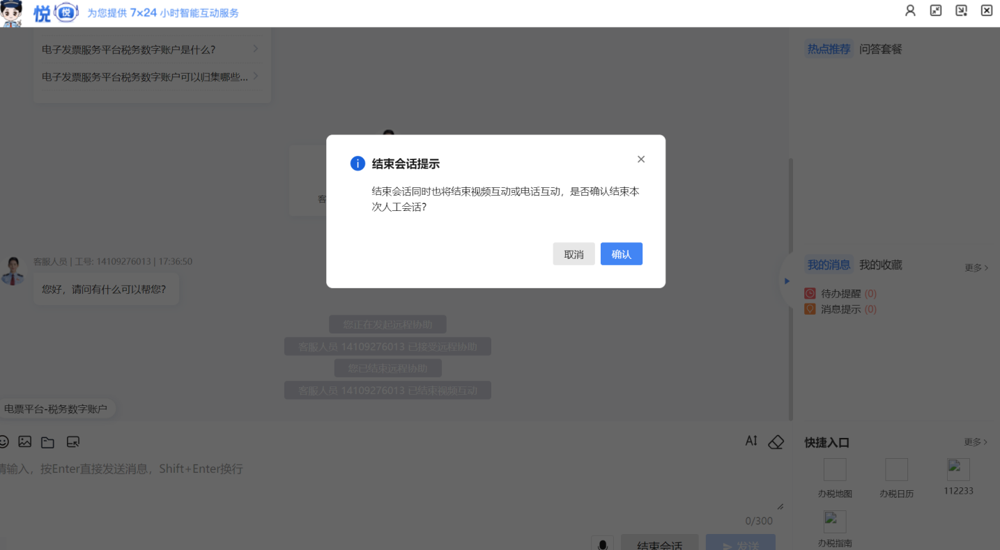 悦 悦 为您提供 7×24 小时智能互动服务
电子发票服务平台税务数字账户是什么?
电子发票服务平台税务数字账户可以归集哪些...
热点推荐 问答套餐
结束会话提示
结束会话同时也将结束视频互动或电话互动，是否确认结束本
次人工会话?
取消 确认
客
客服人员 | 工号: 14109276013 | 17:36:50
您好，请问有什么可以帮您?
您正在发起远程协助
客服人员 14109276013 已接受远程协助
您已结束远程协助
客服人员 14109276013 已结束视频互动
我的消息 我的收藏 更多
待办提醒 (0)
消息提示 (0)
电票平台-税务数字账户
请输入，按Enter直接发送消息，Shift+Enter换行
0/300
结束会话 发送
快捷入口 更多
办税地图 办税日历 112233
办税指南